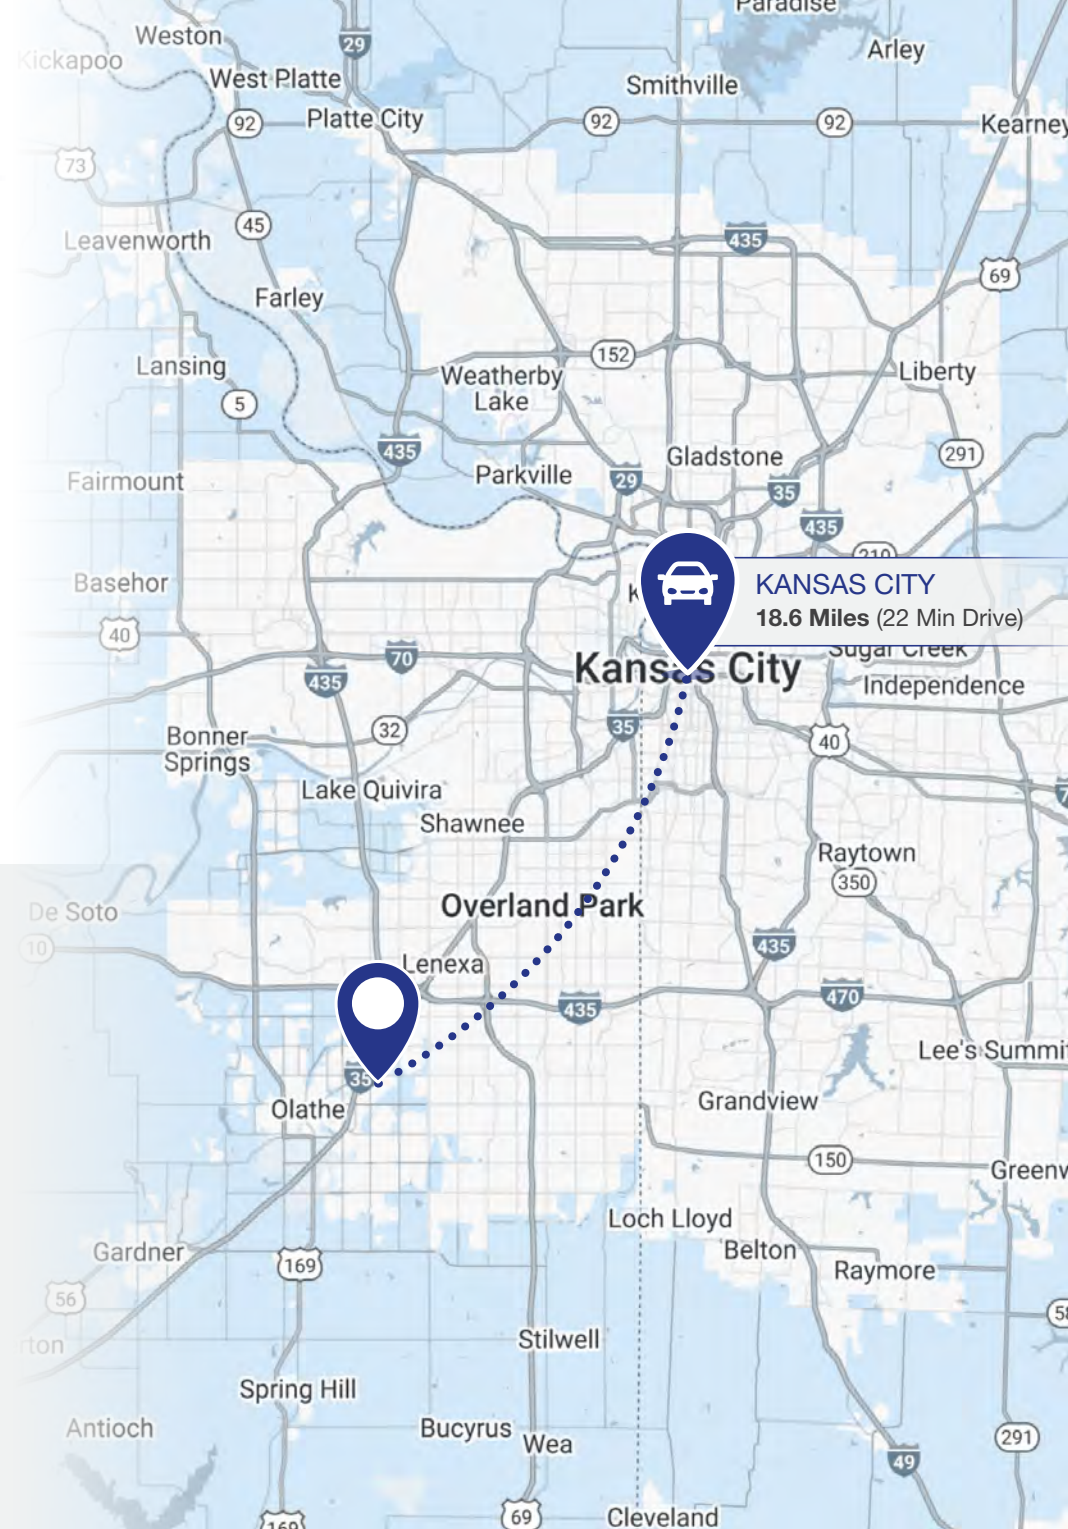 Paradise
Weston
29
Arley
Kickapoo
West Platte
Smithville
Platte City
92
92
92
Kearney
73
45
Leavenworth
435
69
Farley
152
Lansing
Weatherby
Lake
Liberty
5
435
Parkville
Gladstone
291
Fairmount
29
35
435
210
Basehor
KANSAS CITY
18.6 Miles (22 Min Drive)
40
K
Sugar Creek
70
Kansas City
435
Independence
32
35
40
Bonner
Springs
Lake Quivira
7
Shawnee
Raytown
350
De Soto
Overland Park
10
435
Lenexa
435
470
Lee's Summit
35
Olathe
Grandview
150
Greenw
Loch Lloyd
Gardner
Belton
169
Raymore
56
58
rton
Stilwell
Spring Hill
Antioch
Bucyrus
Wea
291
49
169
69
Cleveland